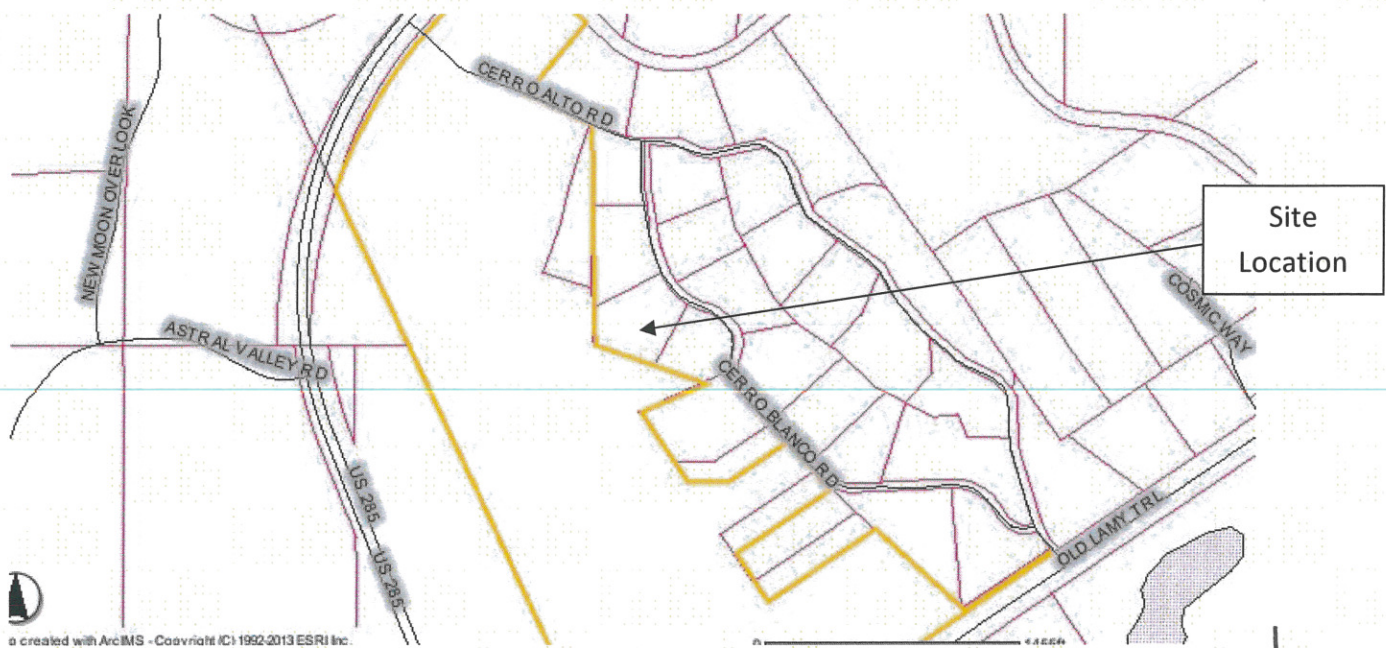 CERRO ALTO RD
NEW MOON OVERLOOK
Site
Location
COSMIC WAY
ASTRAL VALLEY RD
CERRO BLANCO RD
US 285
OLD LAMY TRL
US 285
created with ArcIMS - Copyright (C) 1992-2013 ESRI Inc.
0